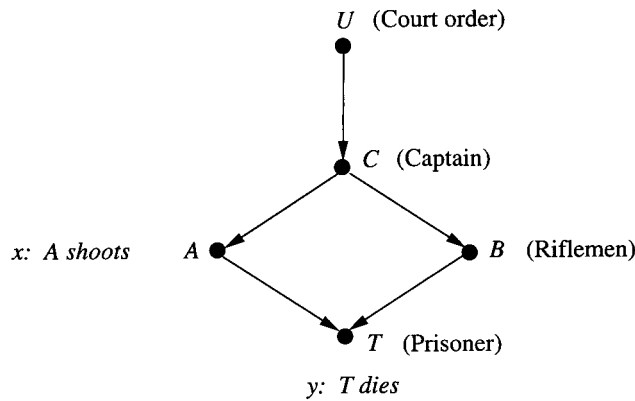 U (Court order)
C (Captain)
x: A shoots A B (Riflemen)
T (Prisoner)
y: T dies